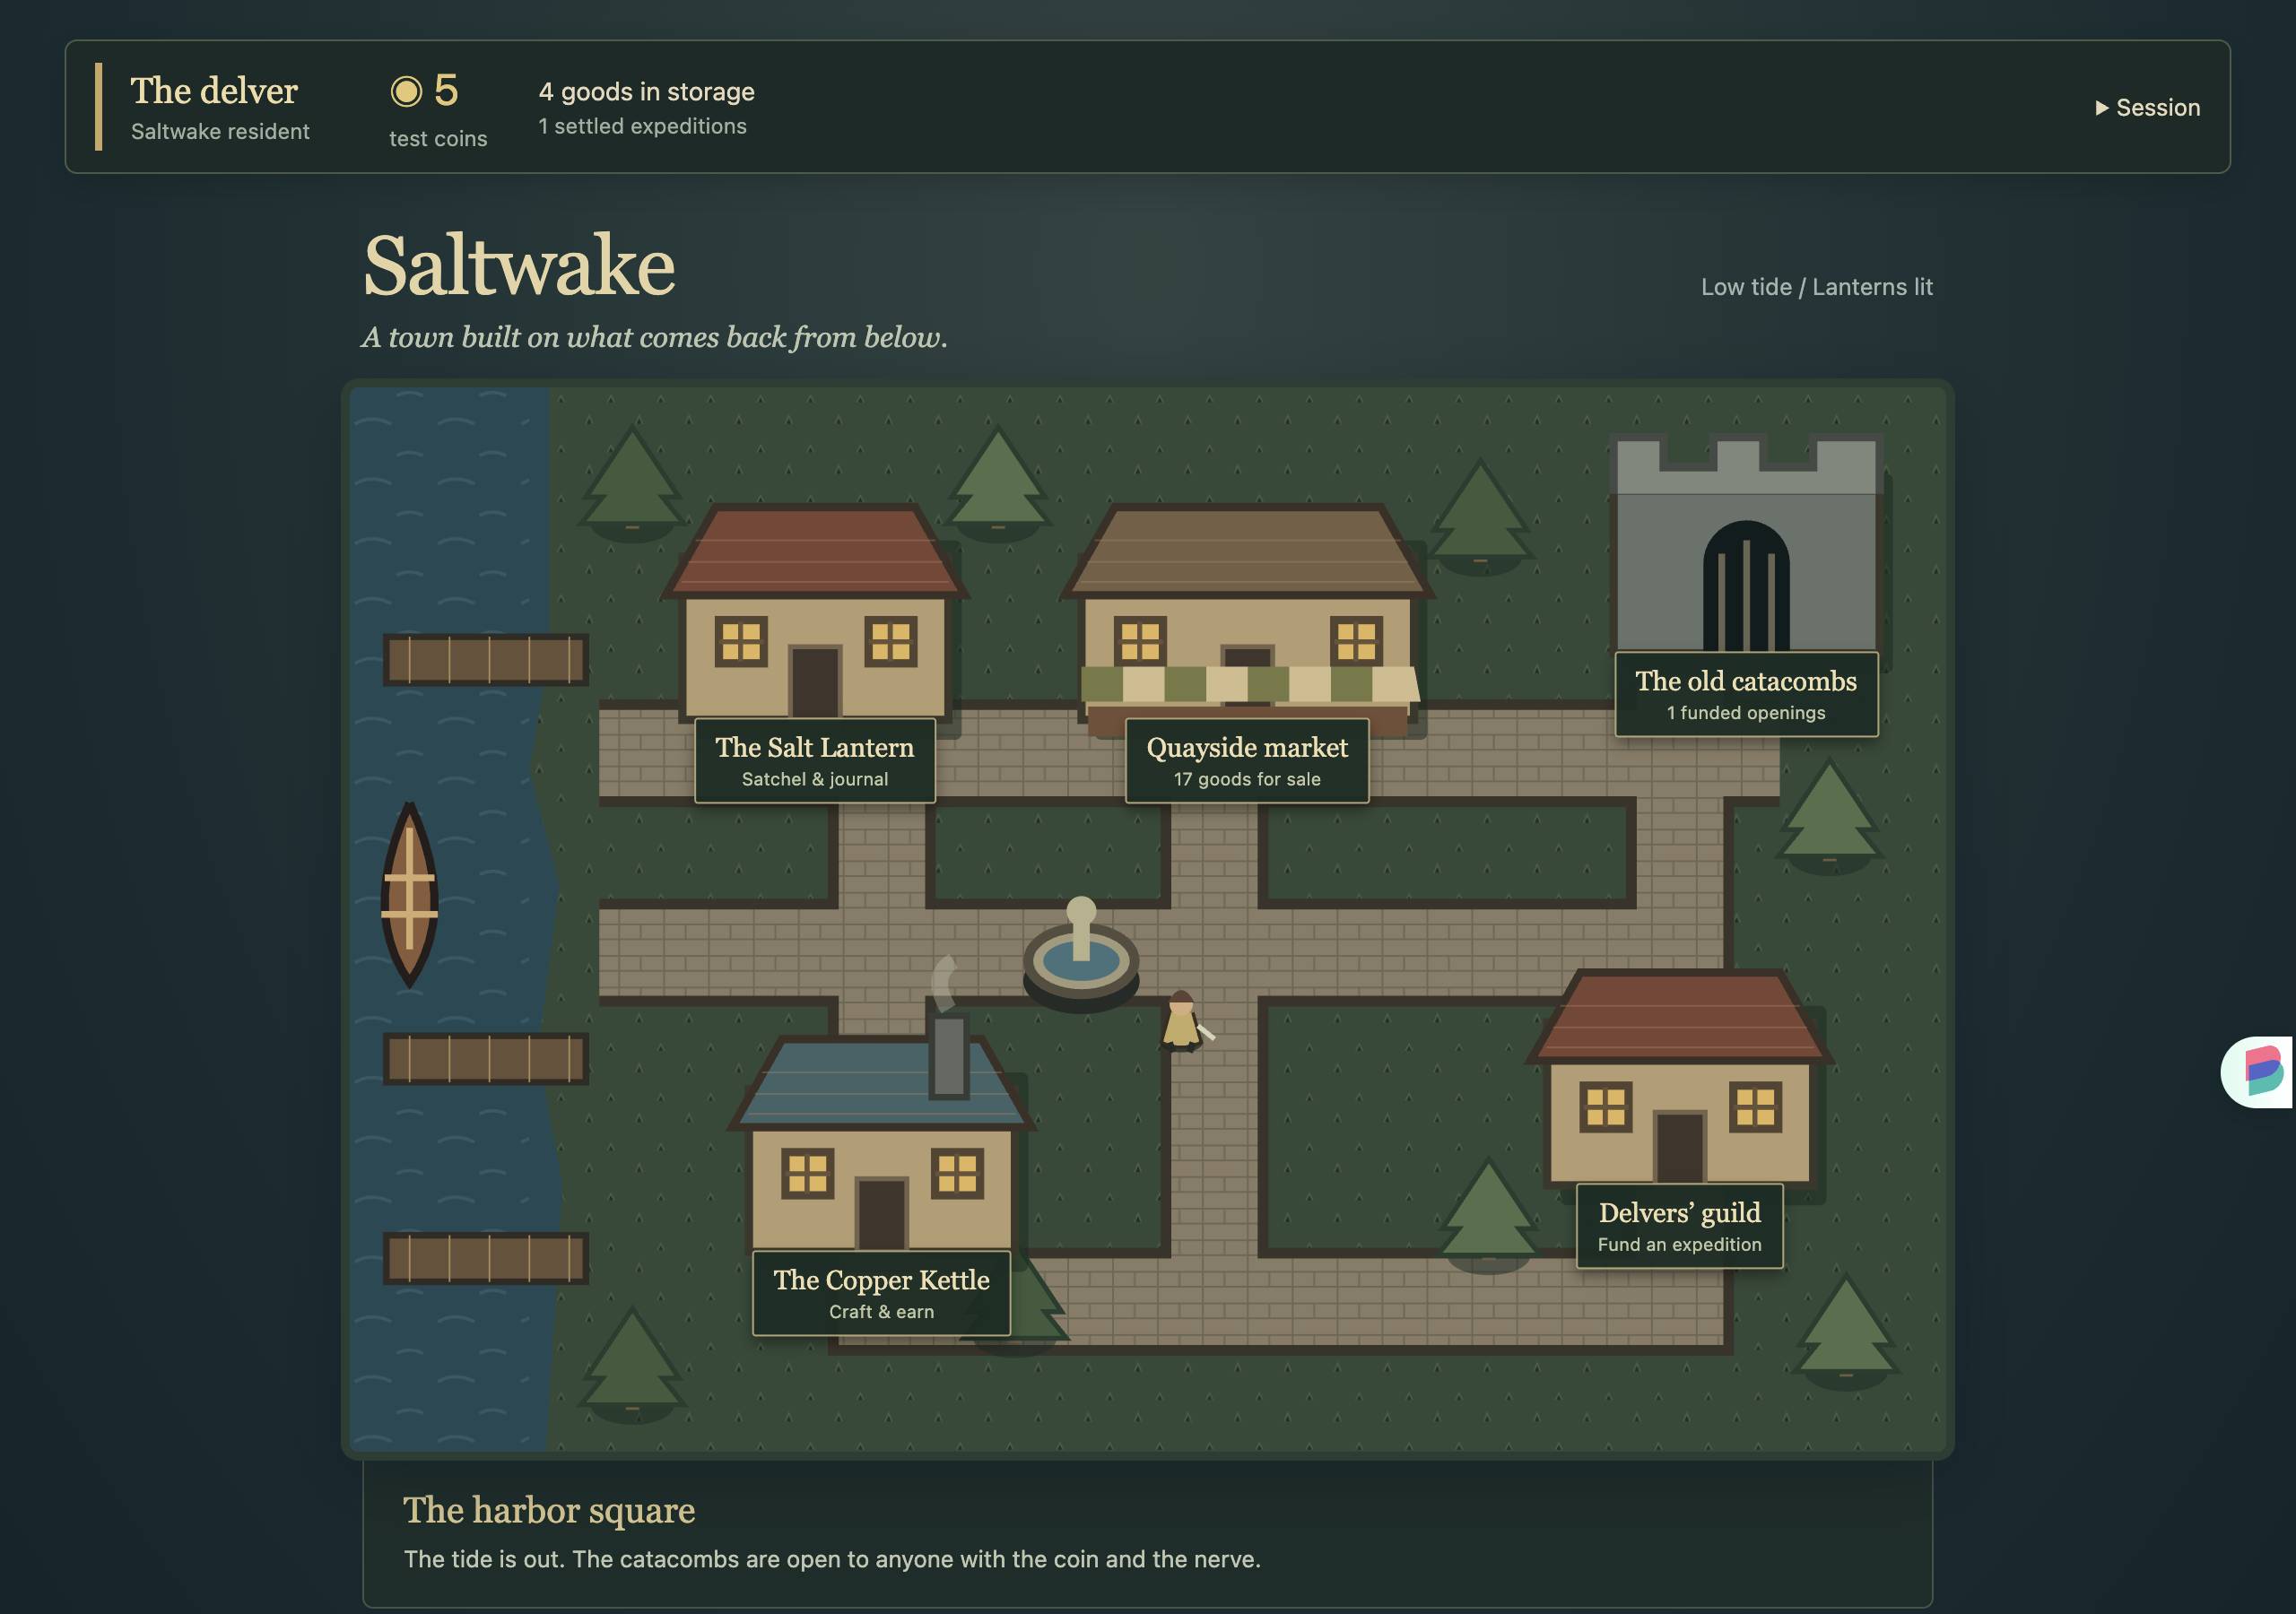 The delver
Saltwake resident
5
test coins
4 goods in storage
1 settled expeditions
▶ Session
Saltwake
A town built on what comes back from below.
Low tide / Lanterns lit
The old catacombs
1 funded openings
The Salt Lantern
Satchel & journal
Quayside market
17 goods for sale
Delvers’ guild
Fund an expedition
The Copper Kettle
Craft & earn
The harbor square
The tide is out. The catacombs are open to anyone with the coin and the nerve.